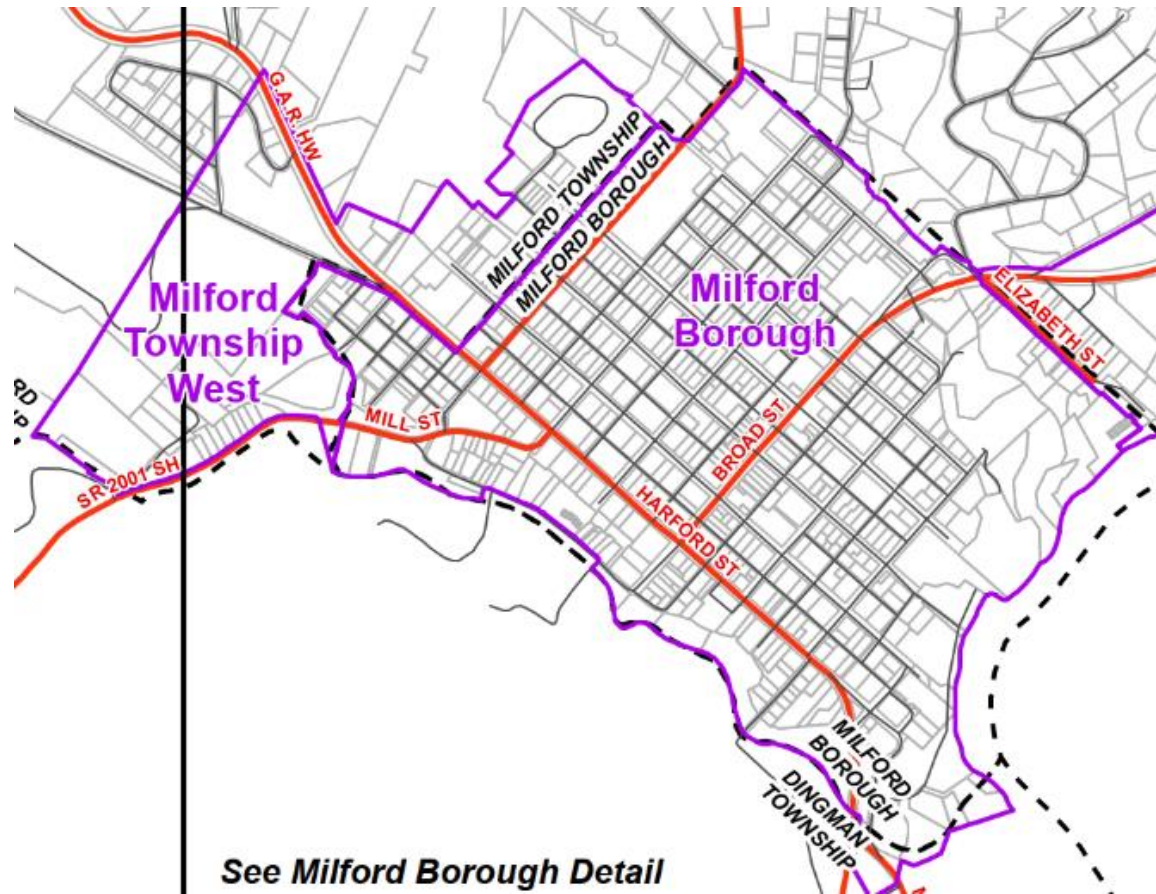 G.A.R. HW
MILFORD TOWNSHIP
MILFORD BOROUGH
Milford
Township
West
Milford
Borough
ELIZABETH ST
RD
MILL ST
BROAD ST
SR 2001 SH
HARFORD ST
MILFORD
BOROUGH
DINGMAN
TOWNSHIP
See Milford Borough Detail